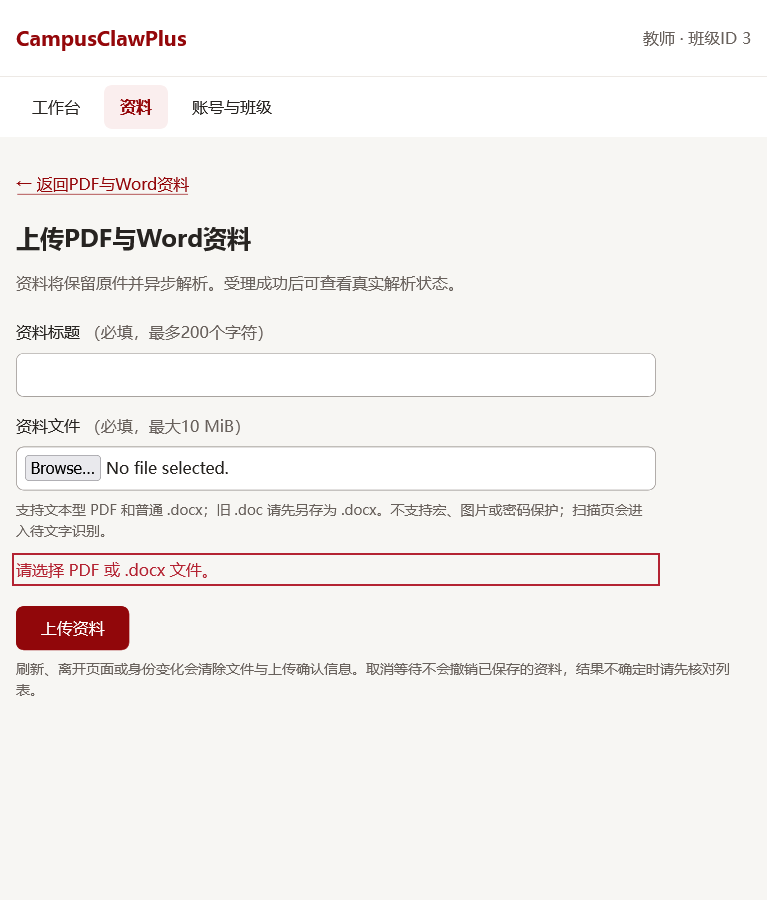 CampusClawPlus
教师 · 班级ID 3
工作台
资料
账号与班级
← 返回PDF与Word资料
上传PDF与Word资料
资料将保留原件并异步解析。受理成功后可查看真实解析状态。
资料标题 （必填，最多200个字符）
资料文件 （必填，最大10 MiB）
Browse... No file selected.
支持文本型 PDF 和普通 .docx；旧 .doc 请先另存为 .docx。不支持宏、图片或密码保护；扫描页会进
入待文字识别。
请选择 PDF 或 .docx 文件。
上传资料
刷新、离开页面或身份变化会清除文件与上传确认信息。取消等待不会撤销已保存的资料，结果不确定时请先核对列
表。